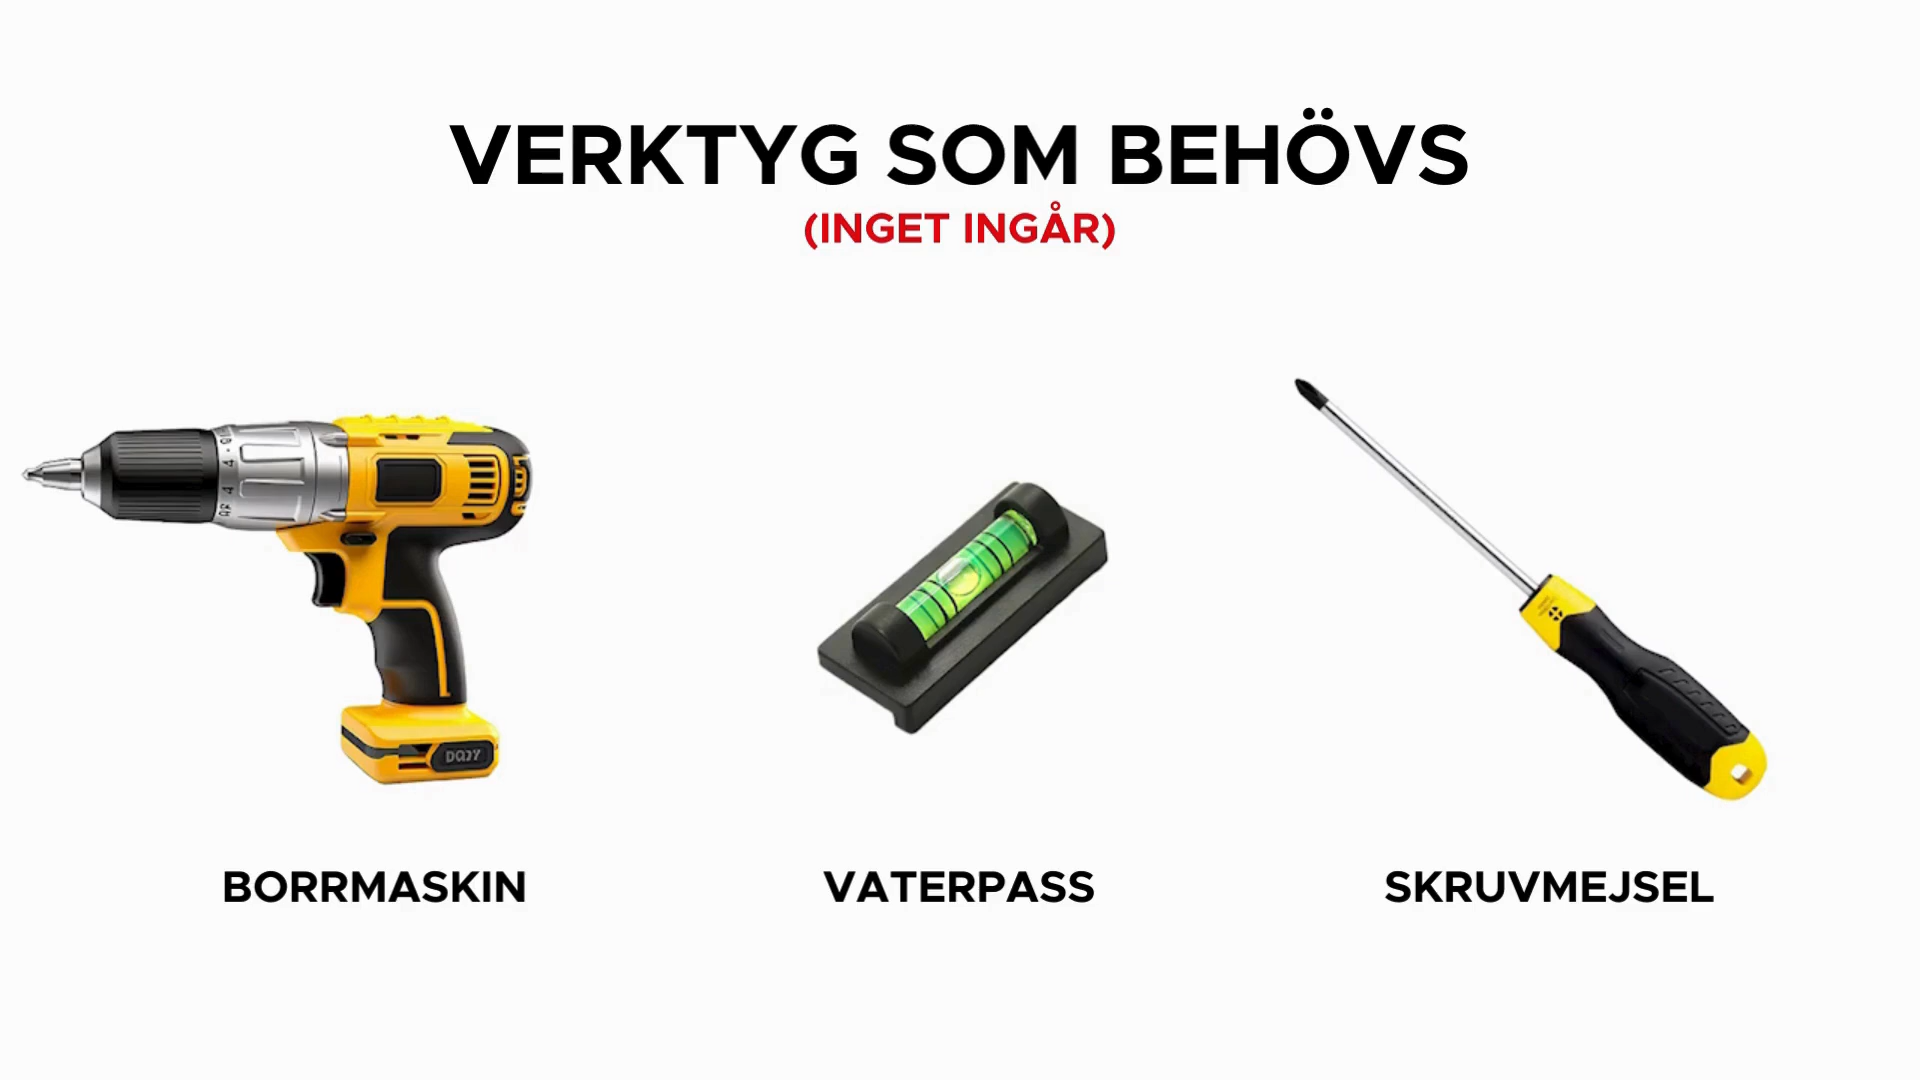 VERKTYG SOM BEHÖVS
(INGET INGÅR)
BORRMASKIN
VATERPASS
SKRUVMEJSEL